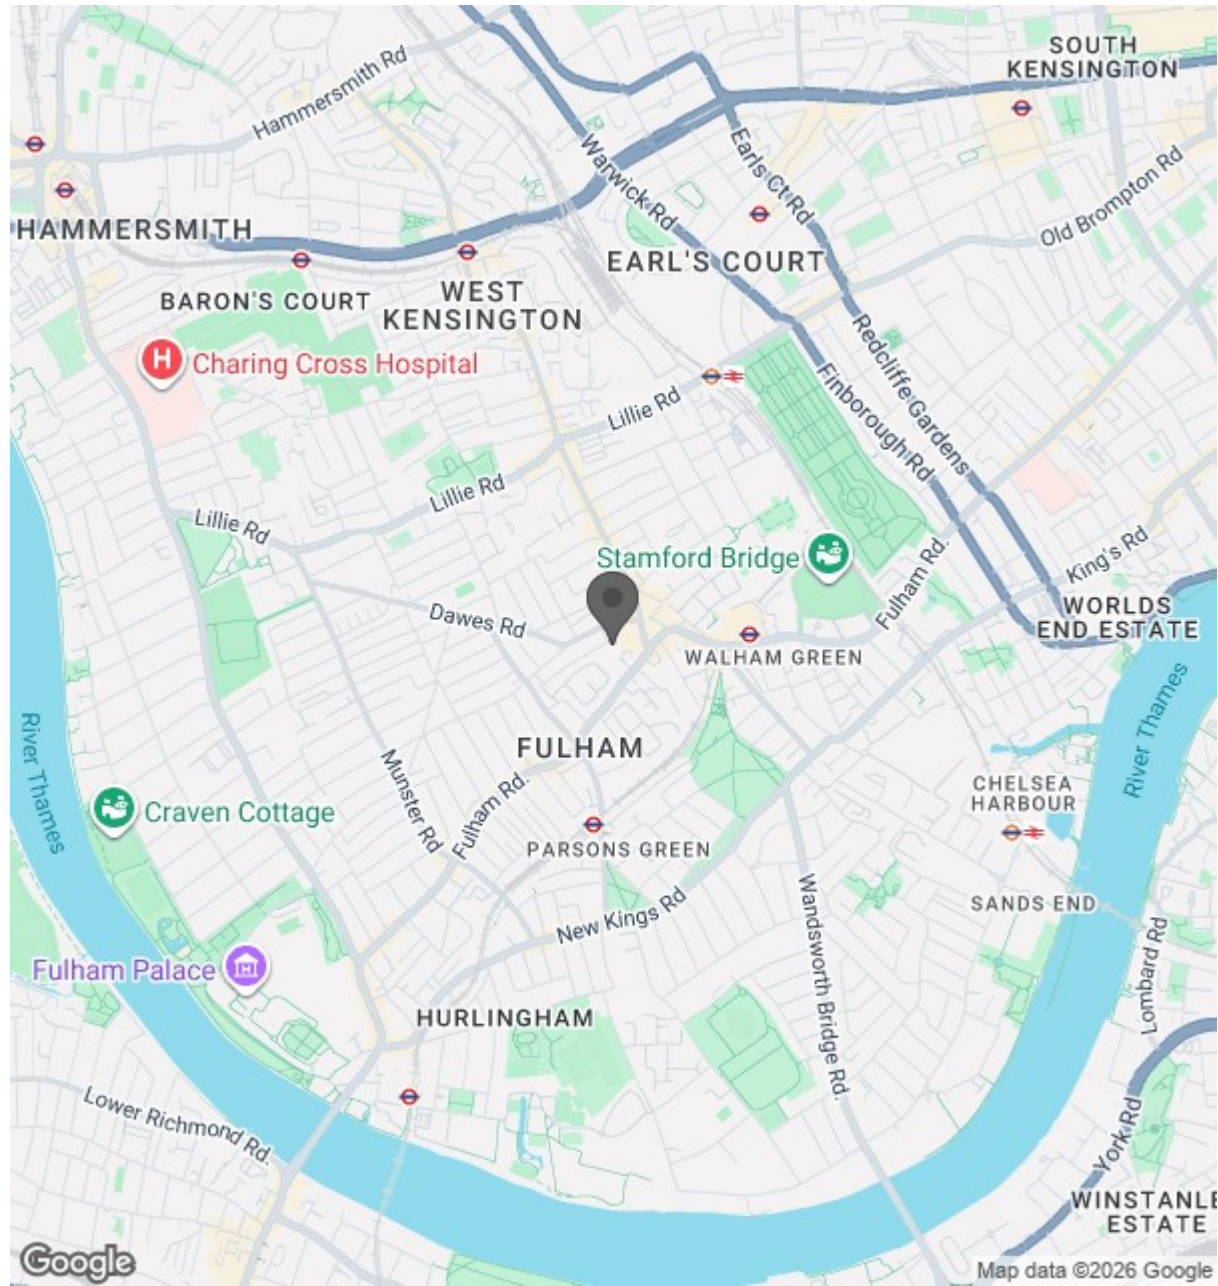 SOUTH
KENSINGTON
Hammersmith Rd
Warwick Rd
Earls Ct Rd
Old Brompton Rd
HAMMERSMITH
EARL'S COURT
BARON'S COURT
WEST
KENSINGTON
H
Charing Cross Hospital
Redcliffe Gardens
Finborough Rd
Lillie Rd
Lillie Rd
Lillie Rd
Stamford Bridge
Fulham Rd.
King's Rd
WORLDS
END ESTATE
Dawes Rd
WALHAM GREEN
River Thames
River Thames
FULHAM
Munster Rd
Fulham Rd.
CHELSEA
HARBOUR
Craven Cottage
PARSONS GREEN
Wandsworth Bridge Rd.
SANDS END
New Kings Rd
Lombard Rd
Fulham Palace
HURLINGHAM
Lower Richmond Rd.
York Rd
WINSTANLE
ESTATE
Google
Map data ©2026 Google